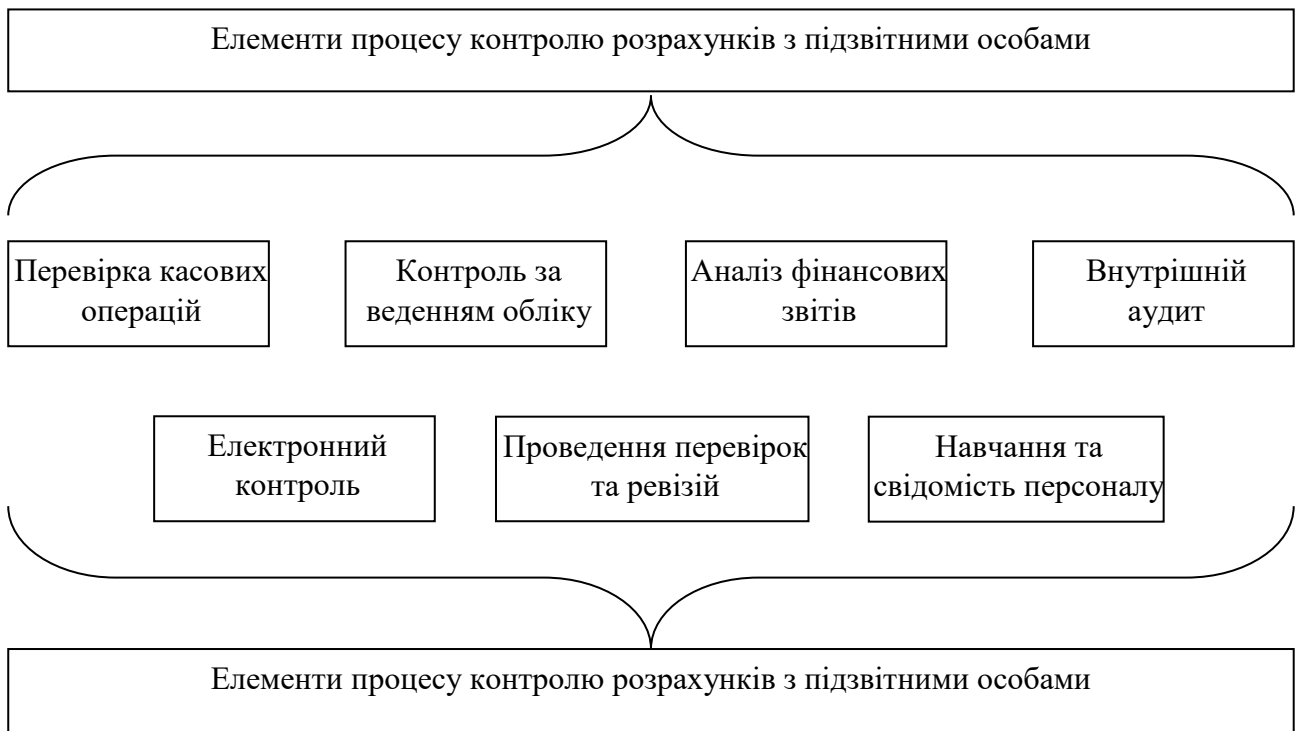 Елементи процесу контролю розрахунків з підзвітними особами
Перевірка касових
операцій
Контроль за
веденням обліку
Аналіз фінансових
звітів
Внутрішній
аудит
Електронний
контроль
Проведення перевірок
та ревізій
Навчання та
свідомість персоналу
Елементи процесу контролю розрахунків з підзвітними особами